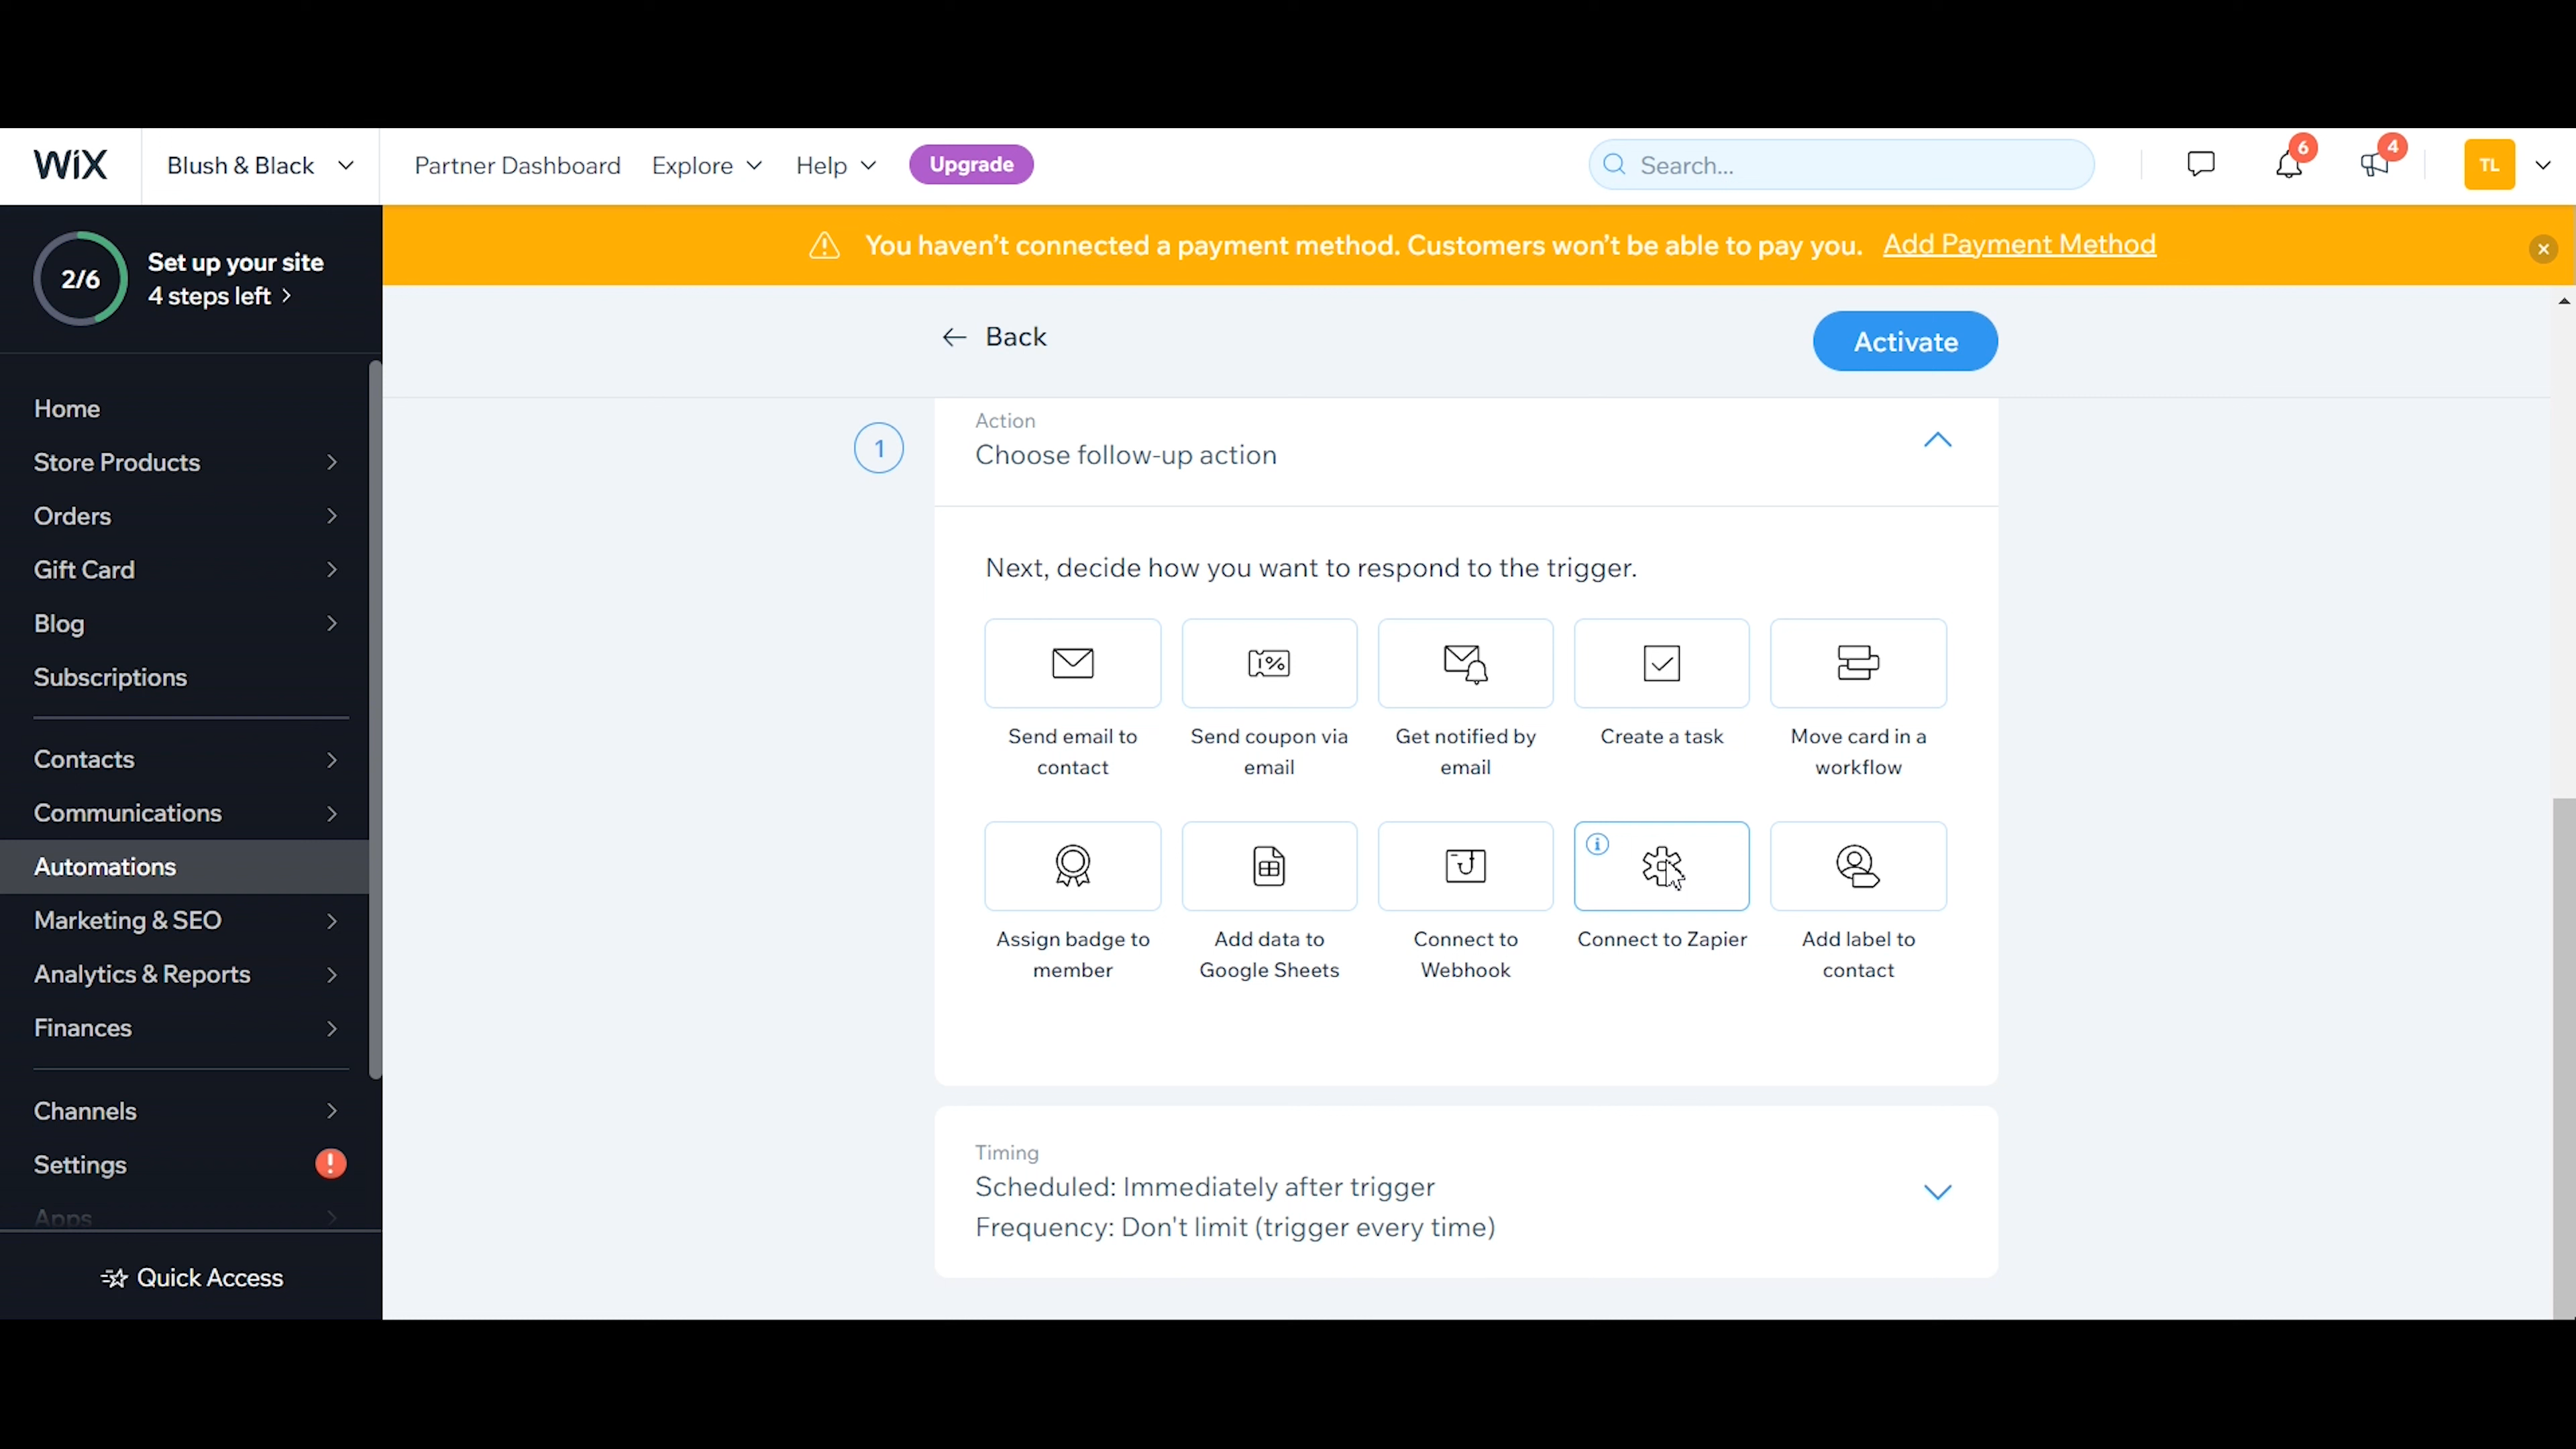 WiX
Blush & Black
Partner Dashboard
Explore
Help
Upgrade
Search...
6
4
TL
2/6
Set up your site
4 steps left
You haven't connected a payment method. Customers won't be able to pay you. Add Payment Method
Back
Activate
Home
Store Products
Orders
Gift Card
Blog
Subscriptions
Contacts
Communications
Automations
Marketing & SEO
Analytics & Reports
Finances
Channels
Settings
!
Apps
Quick Access
1
Action
Choose follow-up action
Next, decide how you want to respond to the trigger.
Send email to
contact
Send coupon via
email
Get notified by
email
Create a task
Move card in a
workflow
Assign badge to
member
Add data to
Google Sheets
Connect to
Webhook
Connect to Zapier
Add label to
contact
Timing
Scheduled: Immediately after trigger
Frequency: Don't limit (trigger every time)